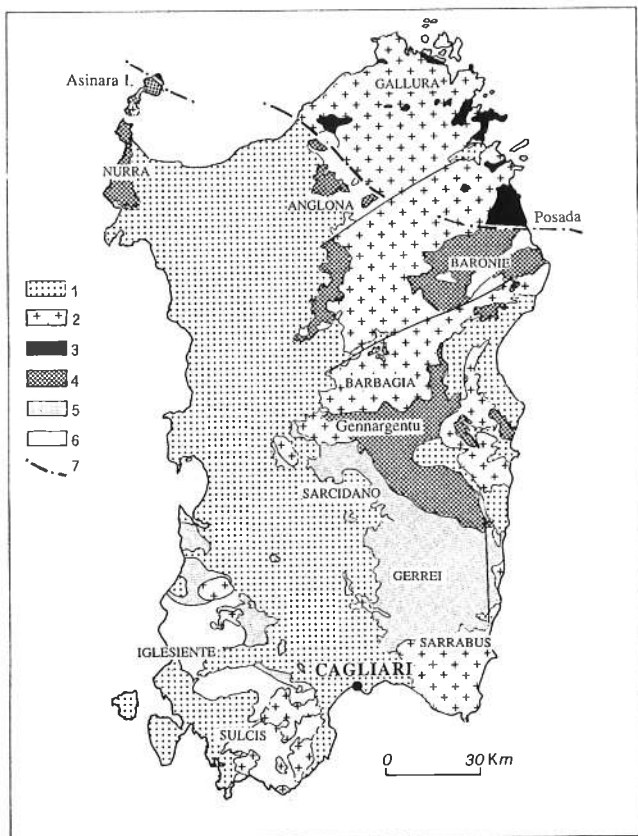 Asinara I.
GALLURA
NURRA
ANGLONA
Posada
BARONIE
1
2
3
4
5
6
7
BARBAGIA
Gennargentu
SARCIDANO
GERREI
IGLESIENTE
SARRABUS
CAGLIARI
SULCIS
0 30 Km